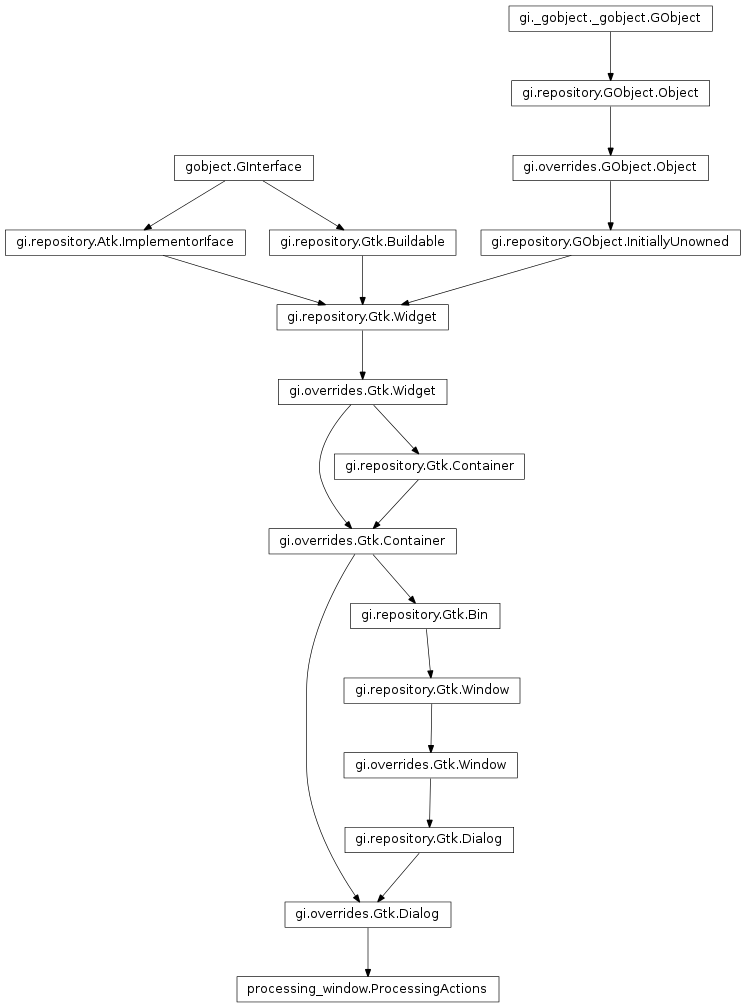 gi._gobject._gobject.GObject
gi.repository.GObject.Object
gobject.GInterface
gi.overrides.GObject.Object
gi.repository.Atk.ImplementorIface
gi.repository.Gtk.Buildable
gi.repository.GObject.InitiallyUnowned
gi.repository.Gtk.Widget
gi.overrides.Gtk.Widget
gi.repository.Gtk.Container
gi.overrides.Gtk.Container
gi.repository.Gtk.Bin
gi.repository.Gtk.Window
gi.overrides.Gtk.Window
gi.repository.Gtk.Dialog
gi.overrides.Gtk.Dialog
processing_window.ProcessingActions